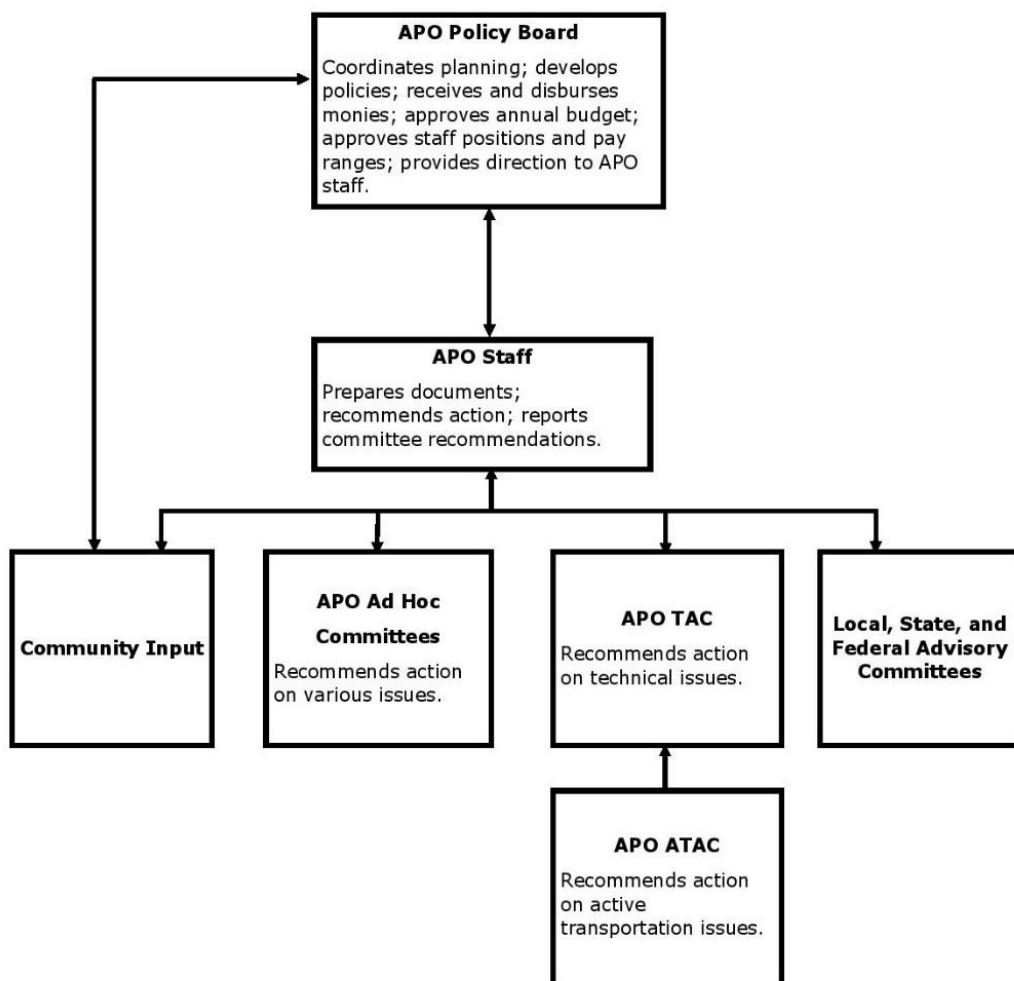 APO Policy Board
Coordinates planning; develops
policies; receives and disburses
monies; approves annual budget;
approves staff positions and pay
ranges; provides direction to APO
staff.
APO Staff
Prepares documents;
recommends action; reports
committee recommendations.
Community Input
APO Ad Hoc
Committees
Recommends action
on various issues.
APO TAC
Recommends action
on technical issues.
Local, State, and
Federal Advisory
Committees
APO ATAC
Recommends action
on active
transportation issues.